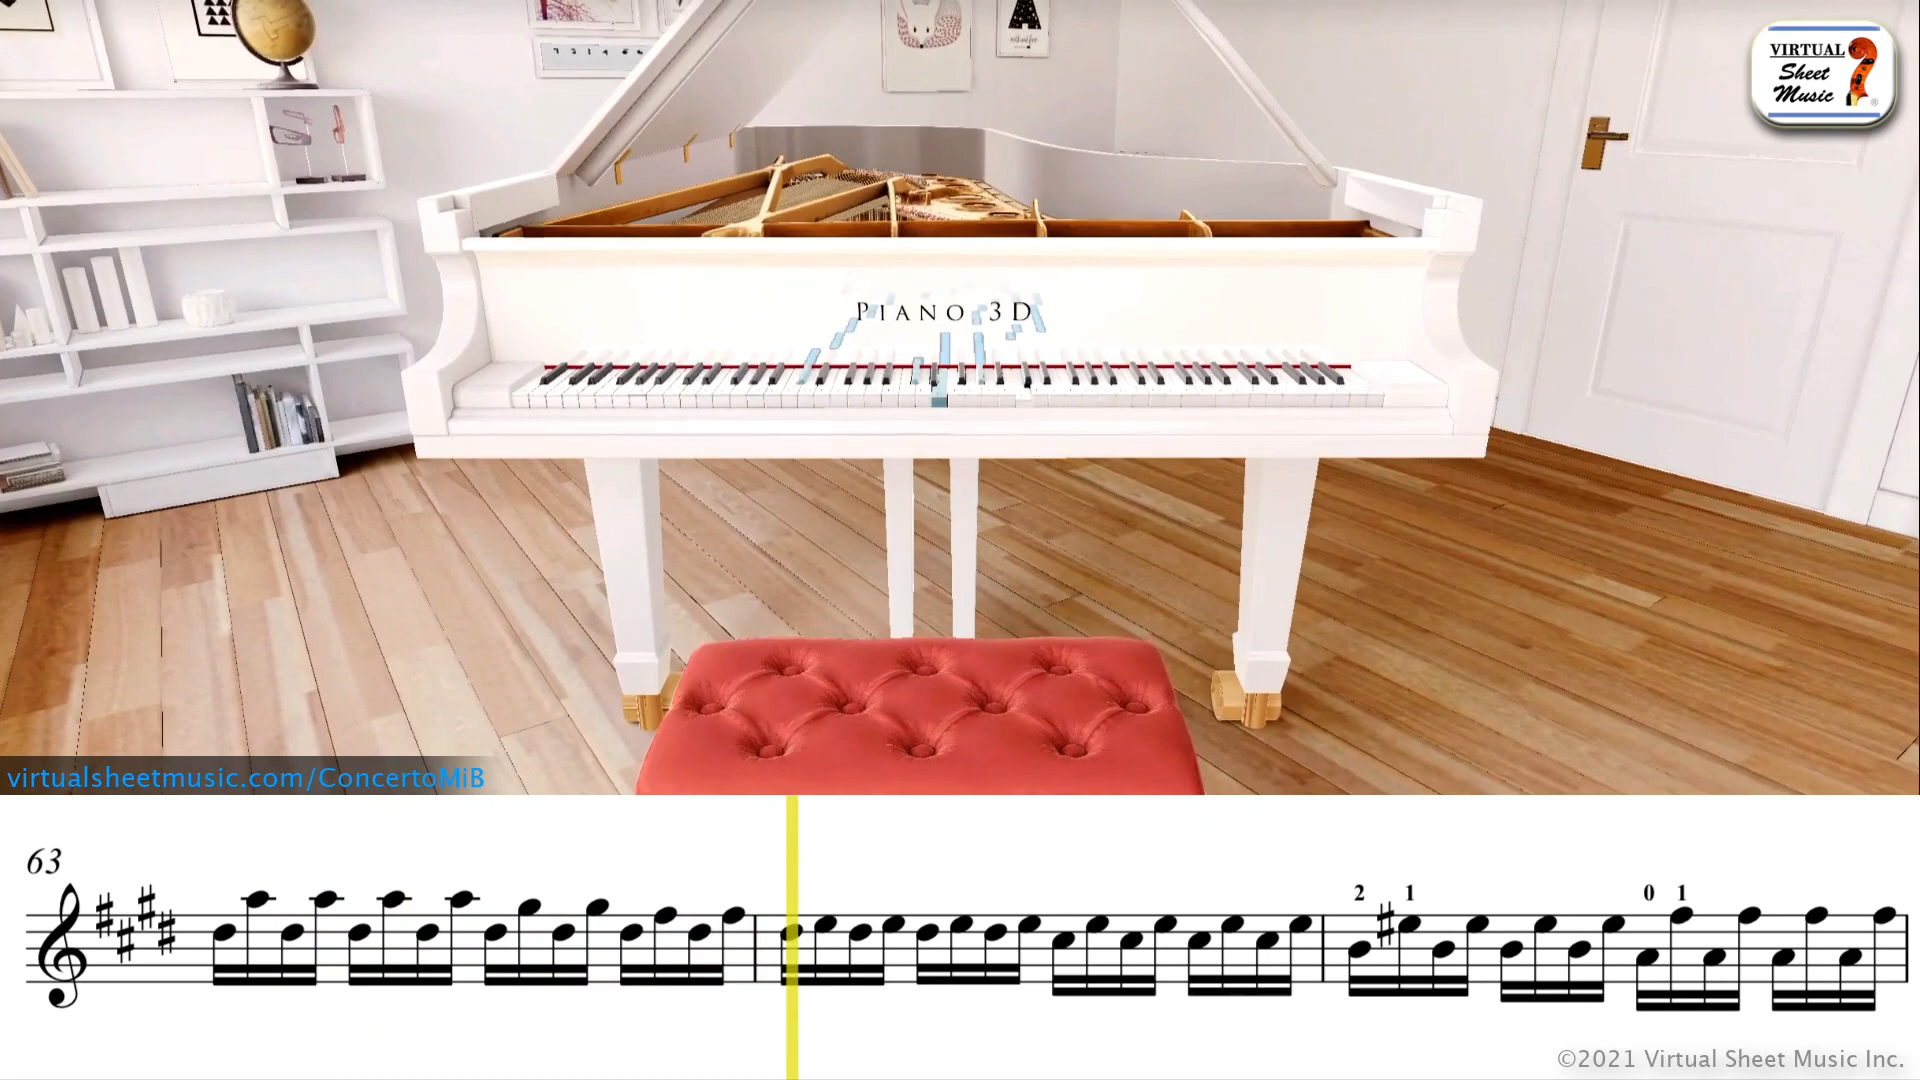 VIRTUAL
Sheet
Music
®
PIANO 3D
virtualsheetmusic.com/ConcertoMiB
63
2 1 0 1
©2021 Virtual Sheet Music Inc.